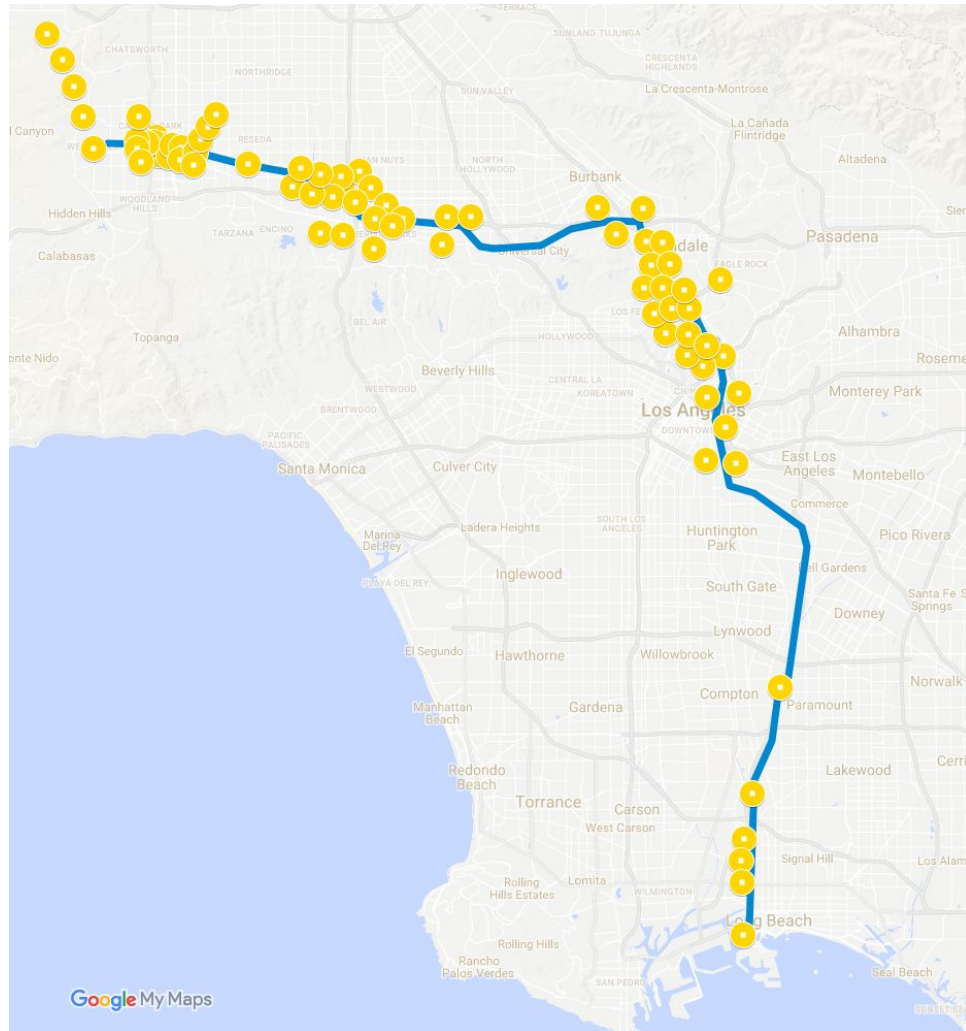 TERRACE
SUNLAND TUJUNGA
CHATSWORTH
CRESCENTA
HIGHLANDS
NORTHRIDGE
SUN VALLEY
La Crescenta-Montrose
La Cañada
Flintridge
RESEDA
NORTH
HOLLYWOOD
Altadena
Burbank
WOODLAND
HILLS
Hidden Hills
TARZANA
ENCINO
Pasadena
Calabasas
Universal City
EAGLE ROCK
BEL AIR
Topanga
HOLLYWOOD
Alhambra
Beverly Hills
CENTRAL LA
KOREATOWN
Monterey Park
WESTWOOD
BRENTWOOD
Los Angeles
DOWNTOWN
PACIFIC
PALISADES
Santa Monica
Culver City
East Los
Angeles
Montebello
Commerce
SOUTH LOS
ANGELES
Ladera Heights
Huntington
Park
Marina
Del Rey
Pico Rivera
PLAYA DEL REY
Inglewood
Bell Gardens
South Gate
Santa Fe
Springs
Downey
Lynwood
El Segundo
Hawthorne
Willowbrook
Norwalk
Compton
Paramount
Gardena
Manhattan
Beach
Redondo
Beach
Lakewood
Torrance
Carson
West Carson
Signal Hill
Rolling
Hills Estates
Lomita
WILMINGTON
Long Beach
Rolling Hills
Rancho
Palos Verdes
SAN PEDRO
Seal Beach
Google My Maps